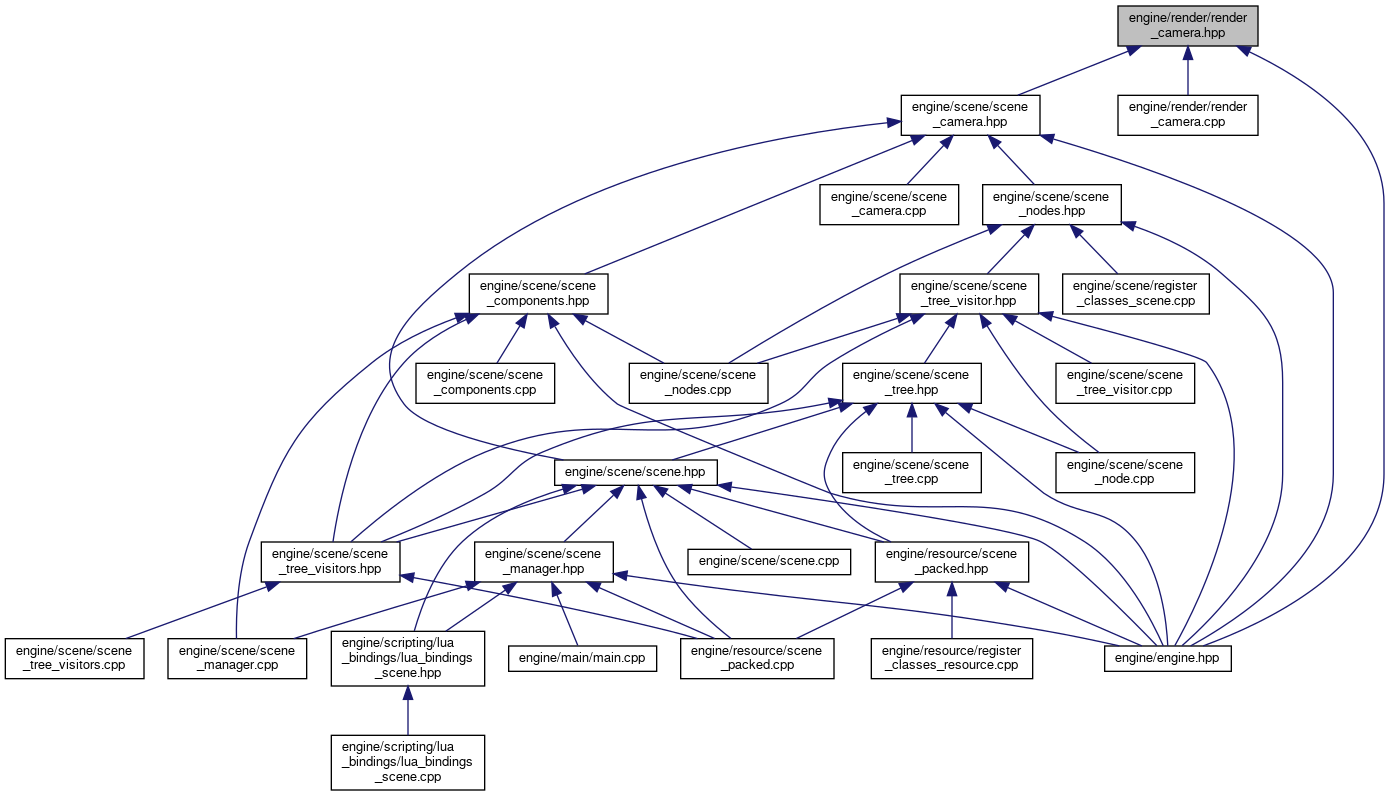 engine/render/render
_camera.hpp
engine/scene/scene
_camera.hpp
engine/render/render
_camera.cpp
engine/scene/scene
_camera.cpp
engine/scene/scene
_nodes.hpp
engine/scene/scene
_components.hpp
engine/scene/scene
_tree_visitor.hpp
engine/scene/register
_classes_scene.cpp
engine/scene/scene
_components.cpp
engine/scene/scene
_nodes.cpp
engine/scene/scene
_tree.hpp
engine/scene/scene
_tree_visitor.cpp
engine/scene/scene.hpp
engine/scene/scene
_tree.cpp
engine/scene/scene
_node.cpp
engine/scene/scene
_tree_visitors.hpp
engine/scene/scene
_manager.hpp
engine/scene/scene.cpp
engine/resource/scene
_packed.hpp
engine/scene/scene
_tree_visitors.cpp
engine/scene/scene
_manager.cpp
engine/scripting/lua
_bindings/lua_bindings
_scene.hpp
engine/main/main.cpp
engine/resource/scene
_packed.cpp
engine/resource/register
_classes_resource.cpp
engine/engine.hpp
engine/scripting/lua
_bindings/lua_bindings
_scene.cpp